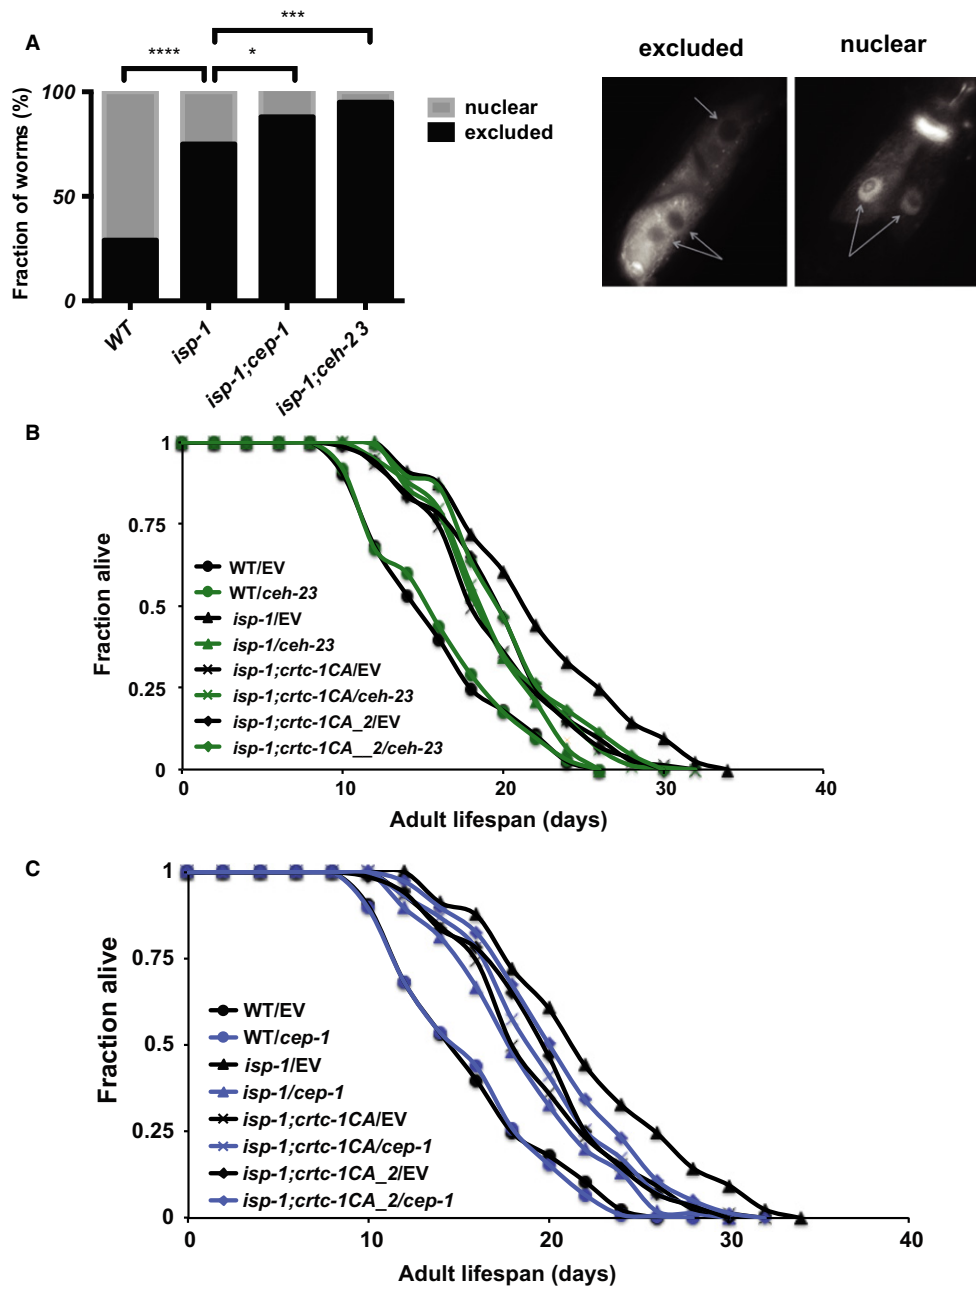 A
****
*
***
Fraction of worms (%)
100
50
0
WT
isp-1
isp-1;cep-1
isp-1;ceh-2 3
nuclear
excluded
excluded
nuclear
B
Fraction alive
1
0.75
0.5
0.25
0
WT/EV
WT/ceh-23
isp-1/EV
isp-1/ceh-23
isp-1;crtc-1CA/EV
isp-1;crtc-1CA/ceh-23
isp-1;crtc-1CA_2/EV
isp-1;crtc-1CA__2/ceh-23
0 10 20 30 40
Adult lifespan (days)
C
Fraction alive
1
0.75
0.5
0.25
0
WT/EV
WT/cep-1
isp-1/EV
isp-1/cep-1
isp-1;crtc-1CA/EV
isp-1;crtc-1CA/cep-1
isp-1;crtc-1CA_2/EV
isp-1;crtc-1CA_2/cep-1
0 10 20 30 40
Adult lifespan (days)